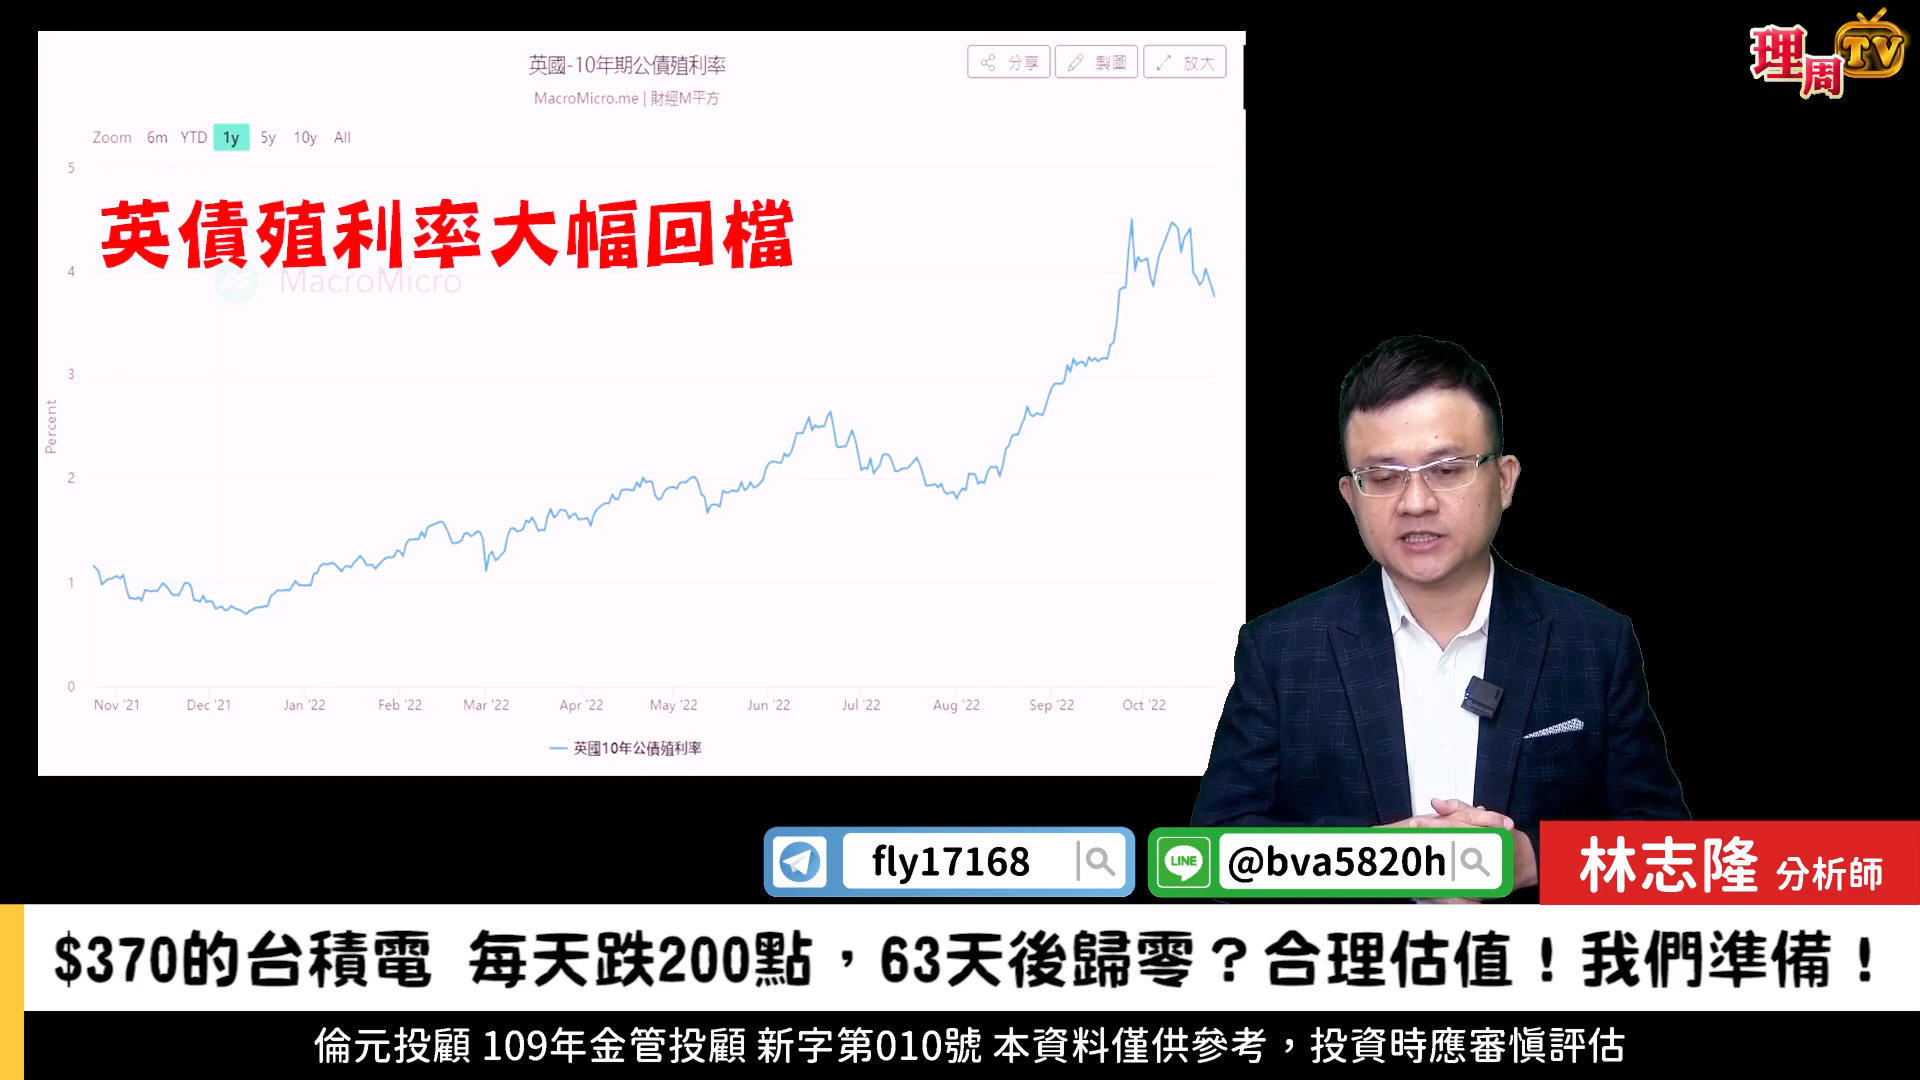 英國-10年期公債殖利率
MacroMicro.me | 財經M平方
分享
製圖
放大
理周TV
Zoom 6m YTD 1y 5y 10y All
英債殖利率大幅回檔
MacroMicro
5
4
3
2
1
0
Percent
Nov '21 Dec '21 Jan '22 Feb '22 Mar '22 Apr '22 May '22 Jun '22 Jul '22 Aug '22 Sep '22 Oct '22
英國10年公債殖利率
fly17168
LINE @bva5820h
林志隆 分析師
$370的台積電 每天跌200點，63天後歸零？合理估值！我們準備！
倫元投顧 109年金管投顧 新字第010號 本資料僅供參考，投資時應審慎評估